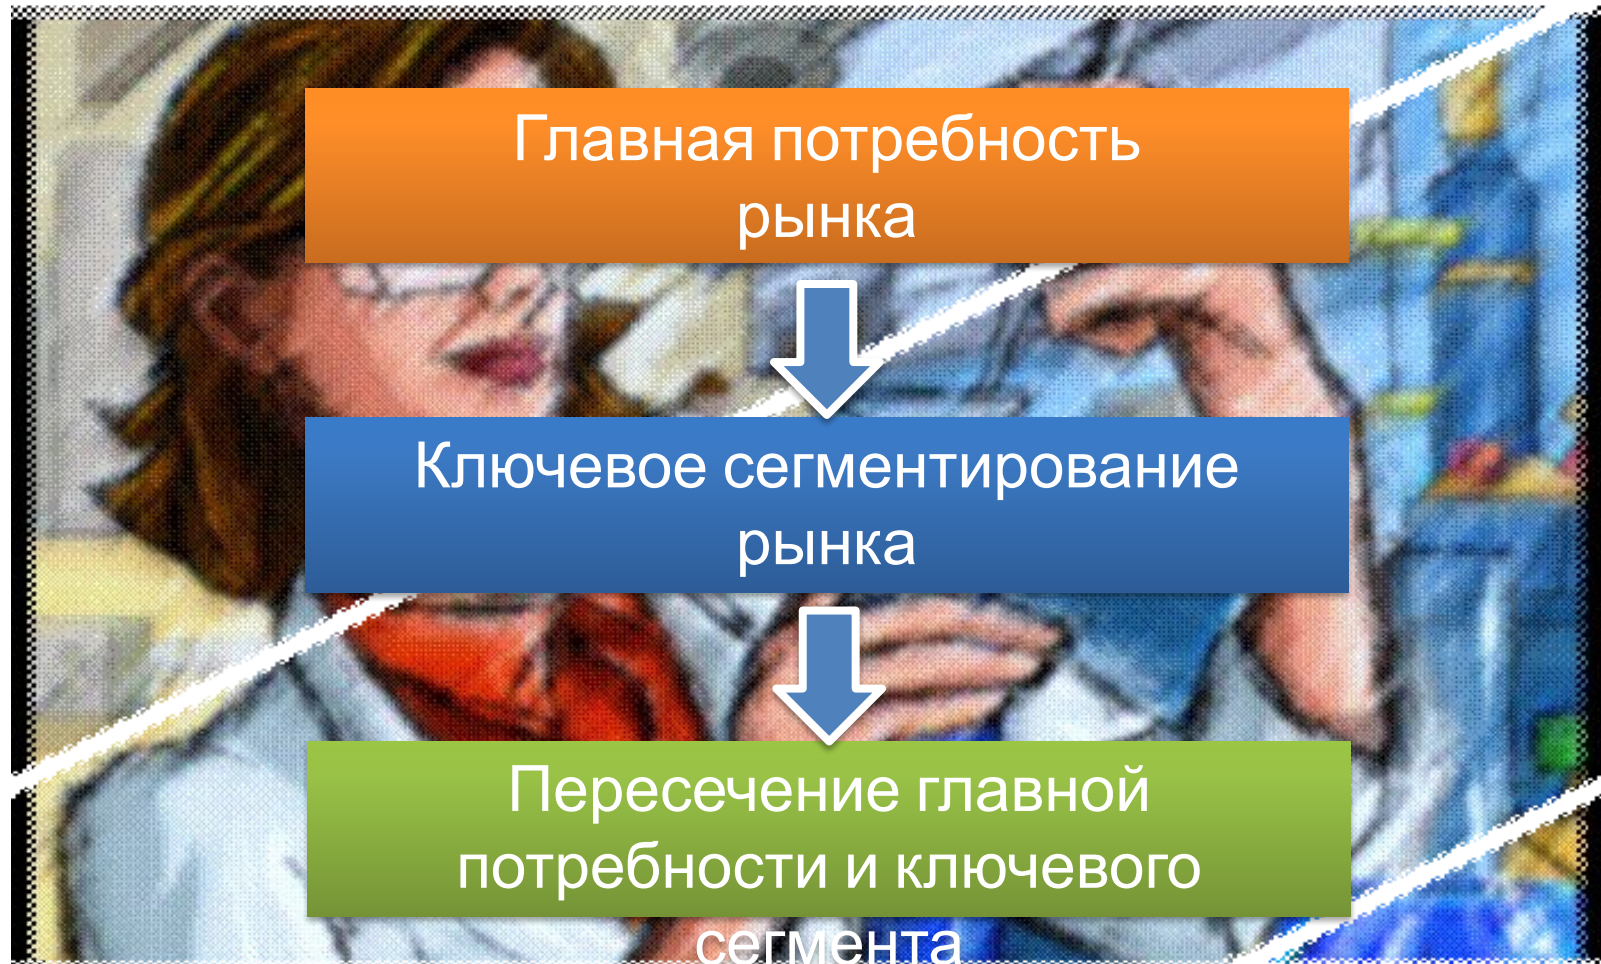 Главная потребность
рынка
Ключевое сегментирование
рынка
Пересечение главной
потребности и ключевого
сегмента